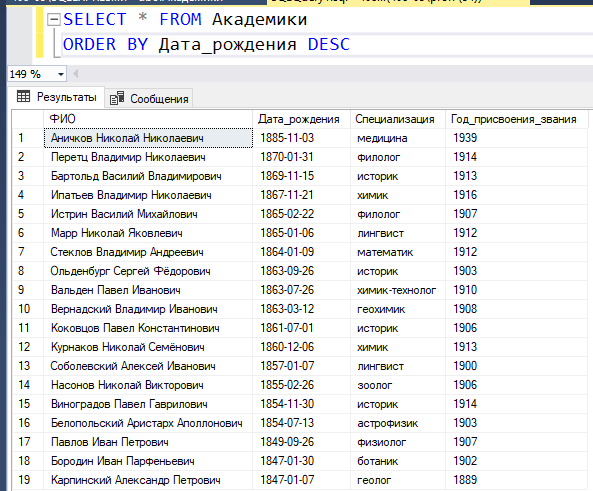 SELECT * FROM Академики
ORDER BY Дата_рождения DESC
149 %
Результаты Сообщения
ФИО Дата_рождения Специализация Год_присвоения_звания
1 Аничков Николай Николаевич 1885-11-03 медицина 1939
2 Перетц Владимир Николаевич 1870-01-31 филолог 1914
3 Бартольд Василий Владимирович 1869-11-15 историк 1913
4 Ипатьев Владимир Николаевич 1867-11-21 химик 1916
5 Истрин Василий Михайлович 1865-02-22 филолог 1907
6 Марр Николай Яковлевич 1865-01-06 лингвист 1912
7 Стеклов Владимир Андреевич 1864-01-09 математик 1912
8 Ольденбург Сергей Фёдорович 1863-09-26 историк 1903
9 Вальден Павел Иванович 1863-07-26 химик-технолог 1910
10 Вернадский Владимир Иванович 1863-03-12 геохимик 1908
11 Коковцов Павел Константинович 1861-07-01 историк 1906
12 Курнаков Николай Семёнович 1860-12-06 химик 1913
13 Соболевский Алексей Иванович 1857-01-07 лингвист 1900
14 Насонов Николай Викторович 1855-02-26 зоолог 1906
15 Виноградов Павел Гаврилович 1854-11-30 историк 1914
16 Белопольский Аристарх Аполлонович 1854-07-13 астрофизик 1903
17 Павлов Иван Петрович 1849-09-26 физиолог 1907
18 Бородин Иван Парфеньевич 1847-01-30 ботаник 1902
19 Карпинский Александр Петрович 1847-01-07 геолог 1889